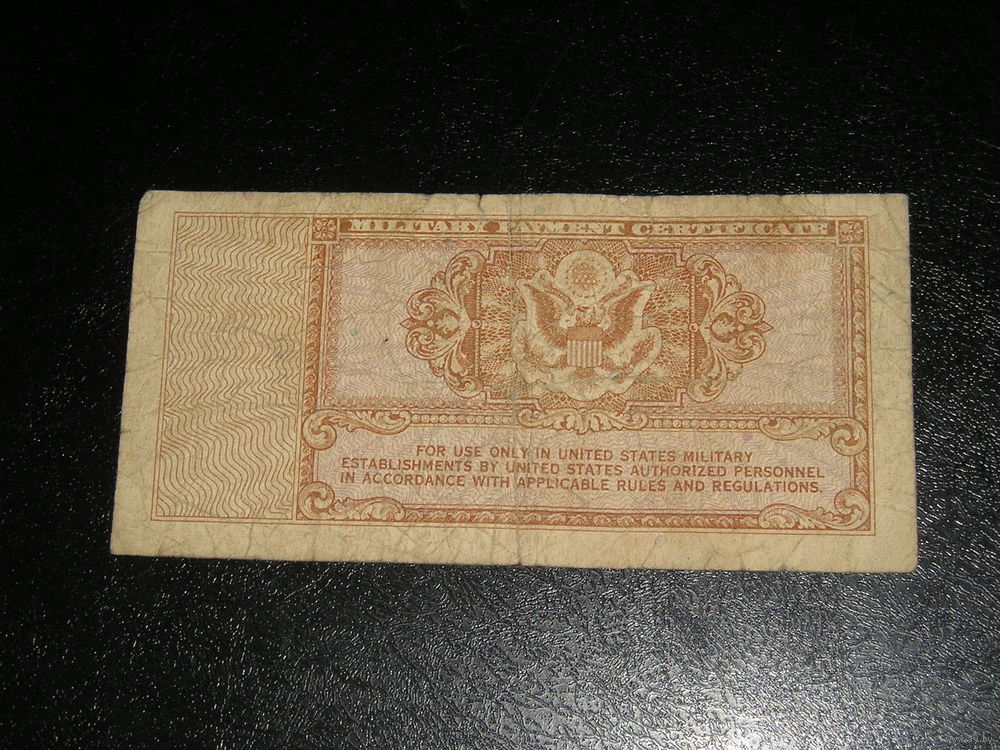 MILITARY PAYMENT CERTIFICATE
FOR USE ONLY IN UNITED STATES MILITARY
ESTABLISHMENTS BY UNITED STATES AUTHORIZED PERSONNEL
IN ACCORDANCE WITH APPLICABLE RULES AND REGULATIONS.